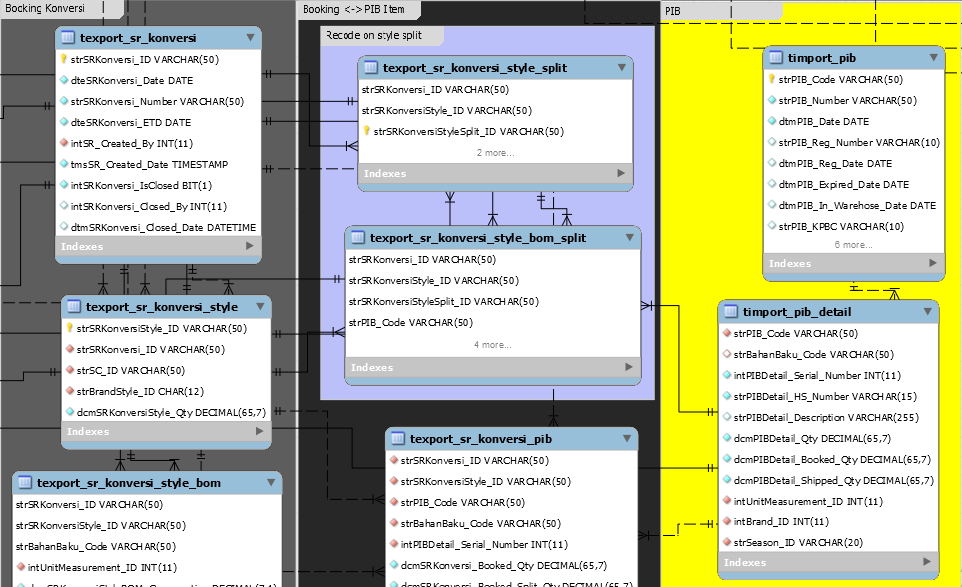 Booking Konversi
texport_sr_konversi
strSRKonversi_ID VARCHAR(50)
dteSRKonversi_Date DATE
strSRKonversi_Number VARCHAR(50)
dteSRKonversi_ETD DATE
intSR_Created_By INT(11)
tmsSR_Created_Date TIMESTAMP
intSRKonversi_IsClosed BIT(1)
intSRKonversi_Closed_By INT(11)
dtmSRKonversi_Closed_Date DATETIME
Indexes
texport_sr_konversi_style
strSRKonversiStyle_ID VARCHAR(50)
strSRKonversi_ID VARCHAR(50)
strSC_ID VARCHAR(50)
strBrandStyle_ID CHAR(12)
dcmSRKonversiStyle_Qty DECIMAL(65,7)
Indexes
texport_sr_konversi_style_bom
strSRKonversi_ID VARCHAR(50)
strSRKonversiStyle_ID VARCHAR(50)
strBahanBaku_Code VARCHAR(50)
intUnitMeasurement_ID INT(11)
Booking <->PIB Item
Recode on style split
texport_sr_konversi_style_split
strSRKonversi_ID VARCHAR(50)
strSRKonversiStyle_ID VARCHAR(50)
strSRKonversiStyleSplit_ID VARCHAR(50)
2 more...
Indexes
texport_sr_konversi_style_bom_split
strSRKonversi_ID VARCHAR(50)
strSRKonversiStyle_ID VARCHAR(50)
strSRKonversiStyleSplit_ID VARCHAR(50)
strPIB_Code VARCHAR(50)
4 more...
Indexes
texport_sr_konversi_pib
strSRKonversi_ID VARCHAR(50)
strSRKonversiStyle_ID VARCHAR(50)
strPIB_Code VARCHAR(50)
strBahanBaku_Code VARCHAR(50)
intPIBDetail_Serial_Number INT(11)
dcmSRKonversi_Booked_Qty DECIMAL(65,7)
dcmSRKonversi_Booked_Split_Qty DECIMAL(65,7)
PIB
timport_pib
strPIB_Code VARCHAR(50)
strPIB_Number VARCHAR(50)
dtmPIB_Date DATE
strPIB_Reg_Number VARCHAR(10)
dtmPIB_Reg_Date DATE
dtmPIB_Expired_Date DATE
dtmPIB_In_Warehose_Date DATE
strPIB_KPBC VARCHAR(10)
6 more...
Indexes
timport_pib_detail
strPIB_Code VARCHAR(50)
strBahanBaku_Code VARCHAR(50)
intPIBDetail_Serial_Number INT(11)
strPIBDetail_HS_Number VARCHAR(15)
strPIBDetail_Description VARCHAR(255)
dcmPIBDetail_Qty DECIMAL(65,7)
dcmPIBDetail_Booked_Qty DECIMAL(65,7)
dcmPIBDetail_Shipped_Qty DECIMAL(65,7)
intUnitMeasurement_ID INT(11)
intBrand_ID INT(11)
strSeason_ID VARCHAR(20)
Indexes